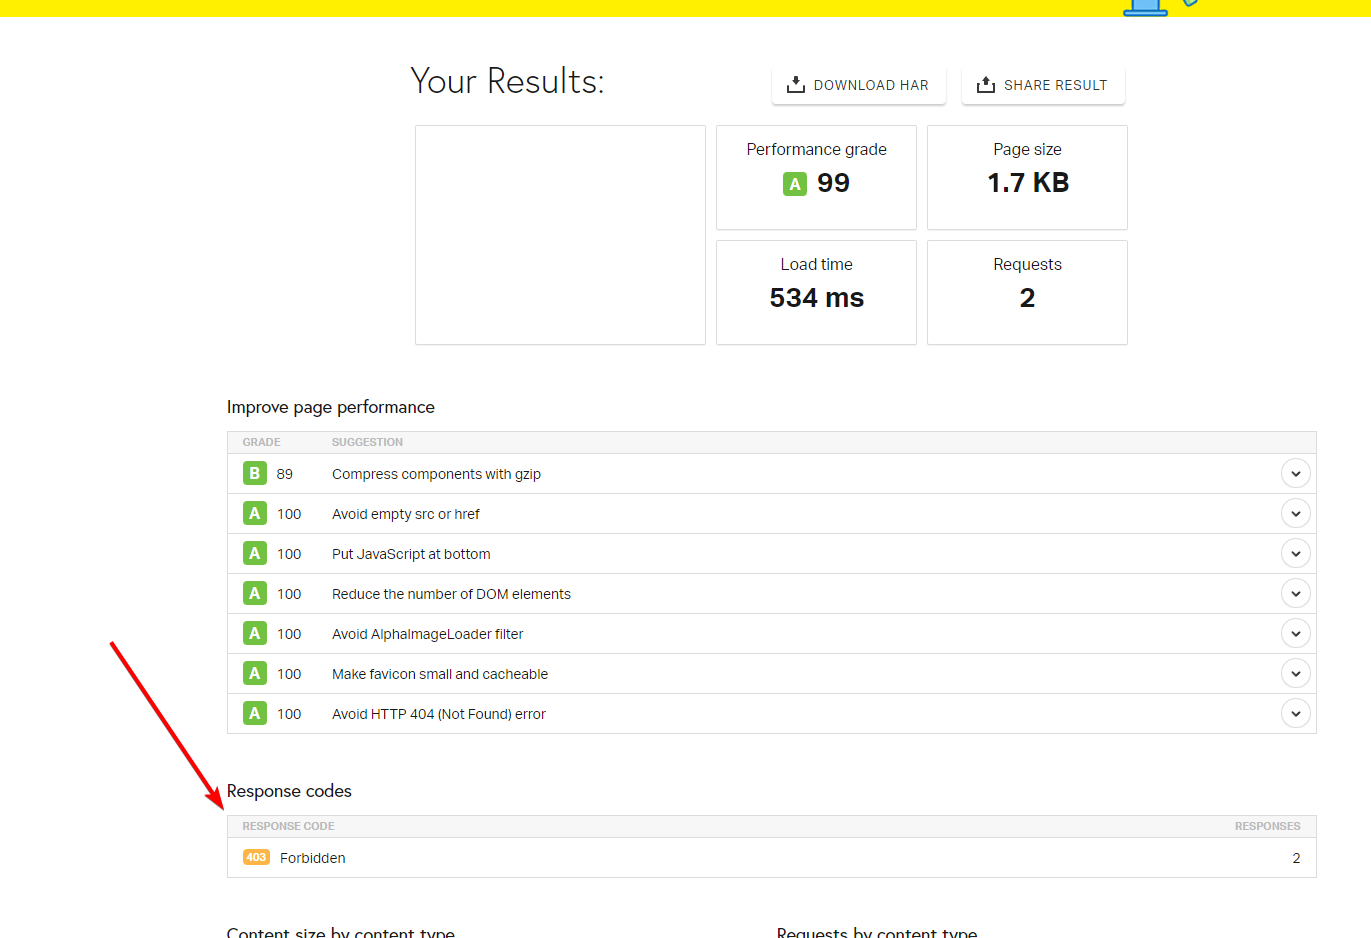 Your Results:
DOWNLOAD HAR
SHARE RESULT
Performance grade
A 99
Page size
1.7 KB
Load time
534 ms
Requests
2
Improve page performance
GRADE SUGGESTION
B 89 Compress components with gzip
A 100 Avoid empty src or href
A 100 Put JavaScript at bottom
A 100 Reduce the number of DOM elements
A 100 Avoid AlphaImageLoader filter
A 100 Make favicon small and cacheable
A 100 Avoid HTTP 404 (Not Found) error
Response codes
RESPONSE CODE RESPONSES
403 Forbidden 2
Content size by content type
Requests by content type